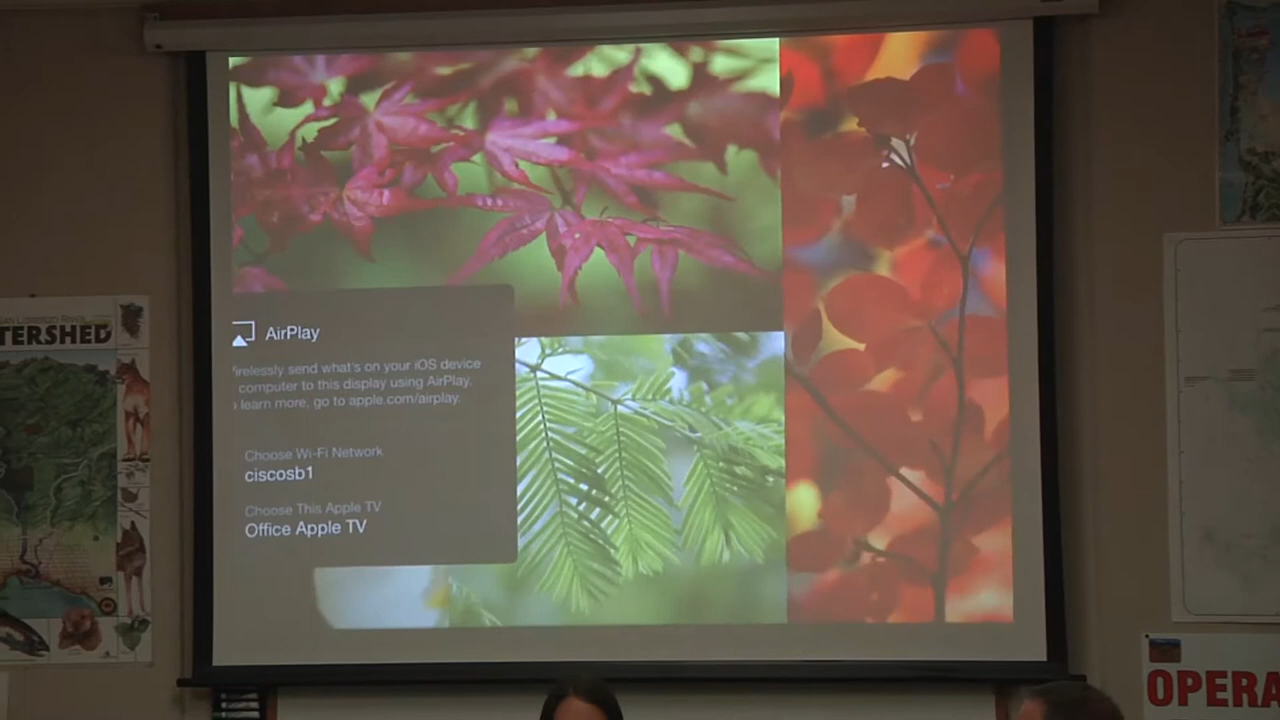 TERSHED
AirPlay
irelessly send what's on your iOS device
computer to this display using AirPlay.
learn more, go to apple.com/airplay.
Choose Wi-Fi Network
ciscosb1
Choose This Apple TV
Office Apple TV
OPERA